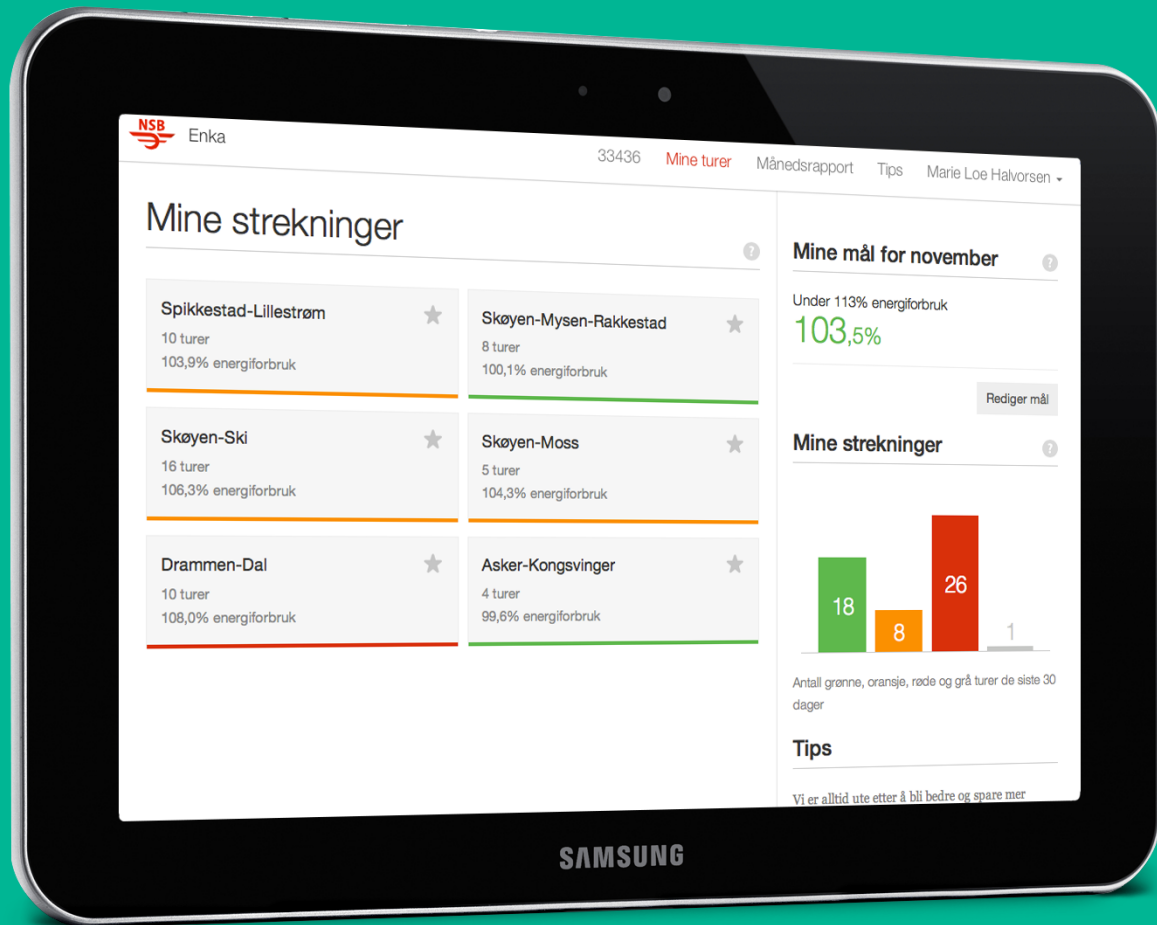 NSB
Enka
33436 Mine turer Månedsrapport Tips Marie Loe Halvorsen
Mine strekninger
?
Spikkestad-Lillestrøm
10 turer
103,9% energiforbruk
Skøyen-Mysen-Rakkestad
8 turer
100,1% energiforbruk
Skøyen-Ski
16 turer
106,3% energiforbruk
Skøyen-Moss
5 turer
104,3% energiforbruk
Drammen-Dal
10 turer
108,0% energiforbruk
Asker-Kongsvinger
4 turer
99,6% energiforbruk
Mine mål for november
?
Under 113% energiforbruk
103,5%
Rediger mål
Mine strekninger
?
18
8
26
1
Antall grønne, oransje, røde og grå turer de siste 30
dager
Tips
Vi er alltid ute etter å bli bedre og spare mer
SAMSUNG